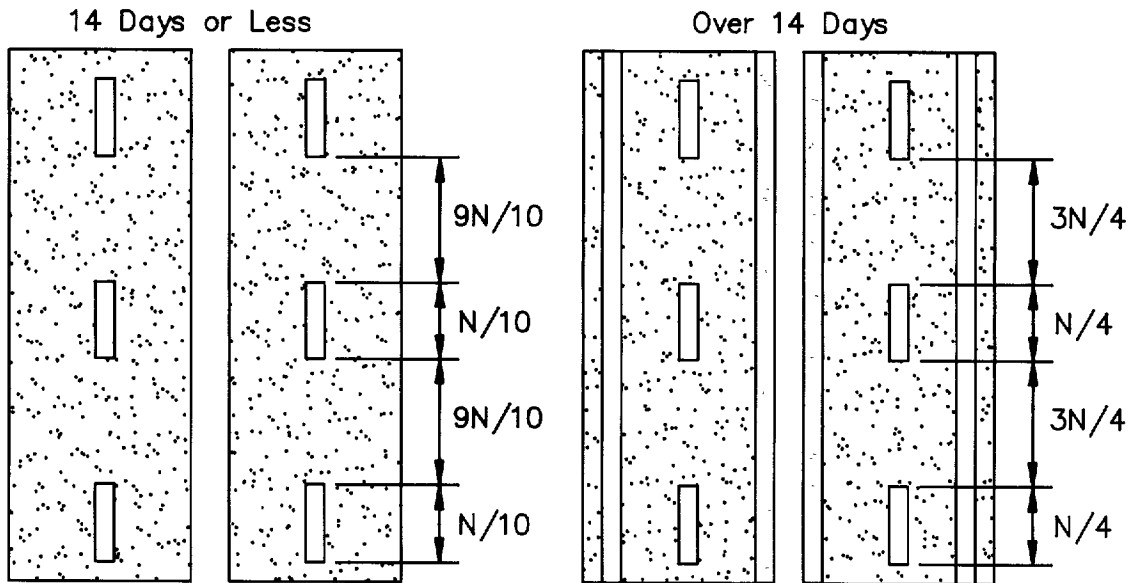 14 Days or Less
9N/10
N/10
9N/10
N/10
Over 14 Days
3N/4
N/4
3N/4
N/4